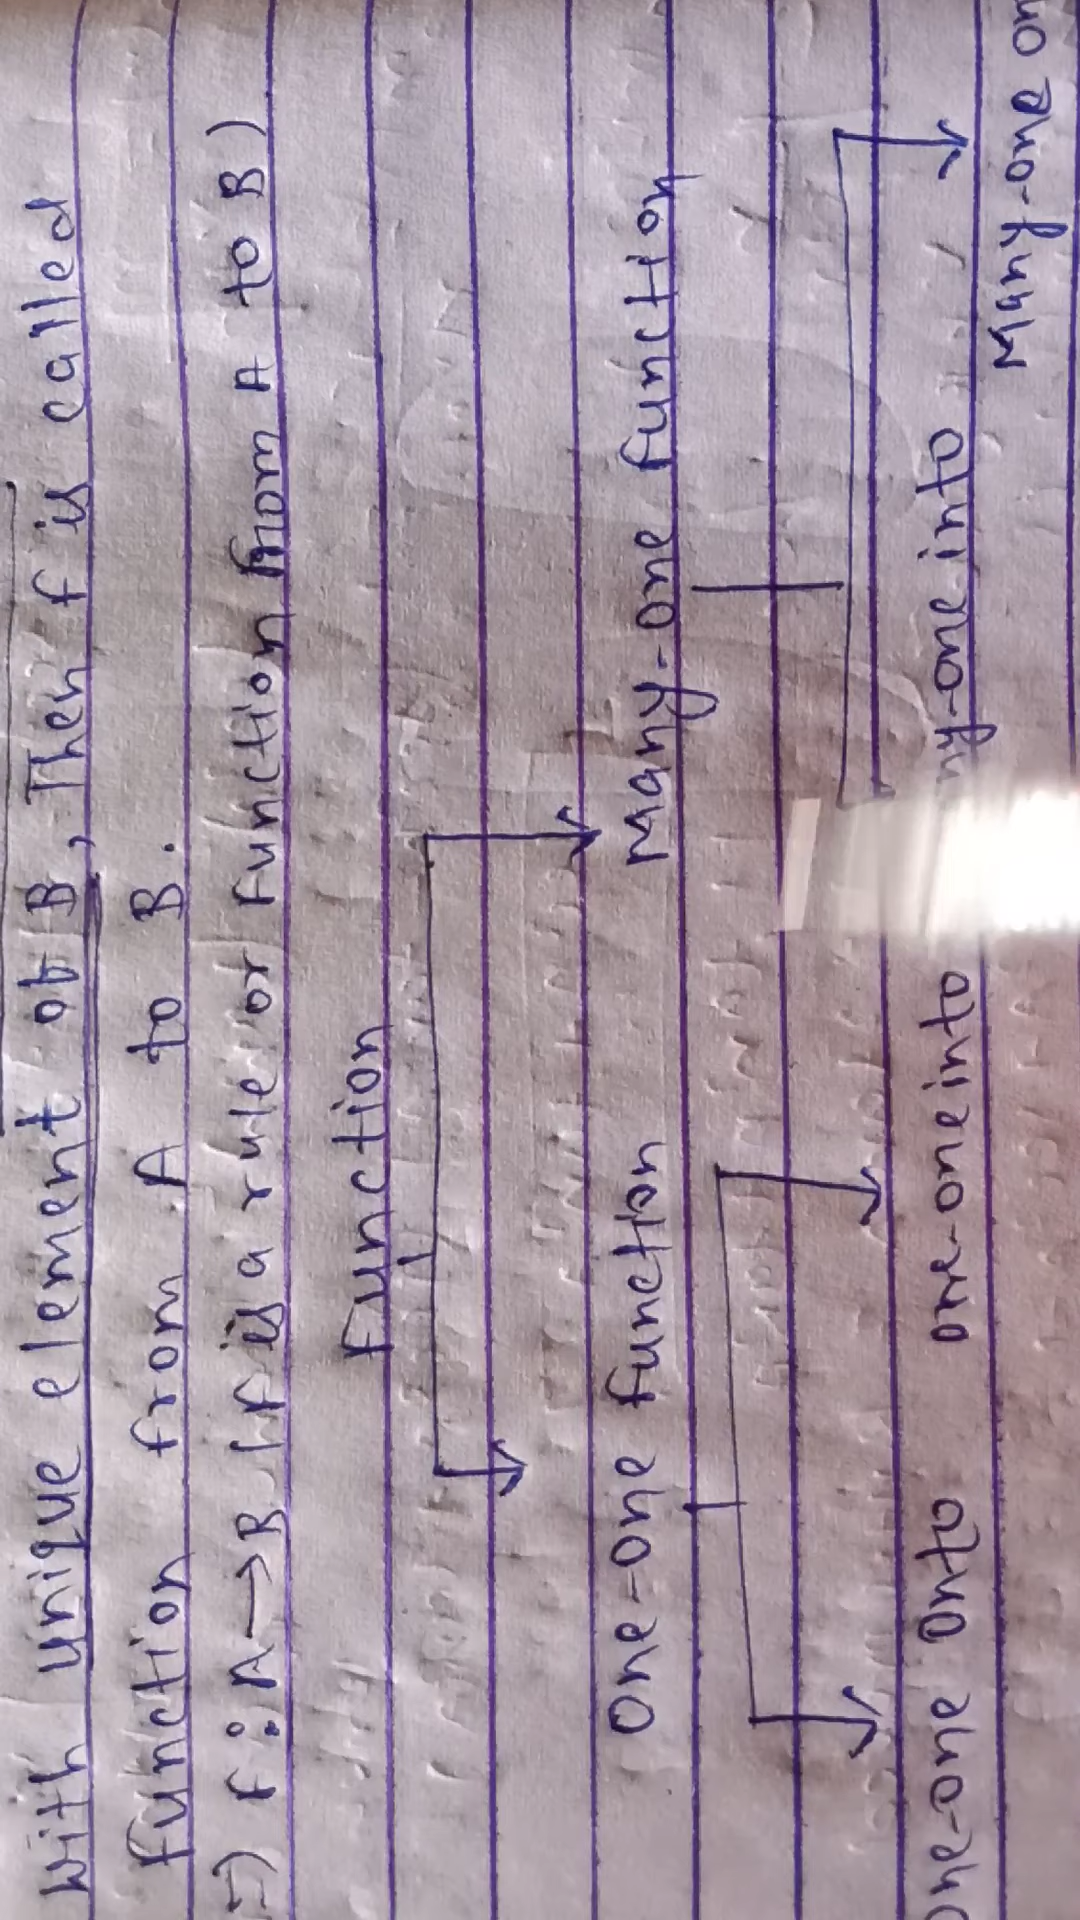 with unique element of B, Then f is called
function from A to B.
f : A → B [f is a rule or function from A to B)
Function
One-one function Many-one function
One-one Onto one-one into ny-one into
Many-one